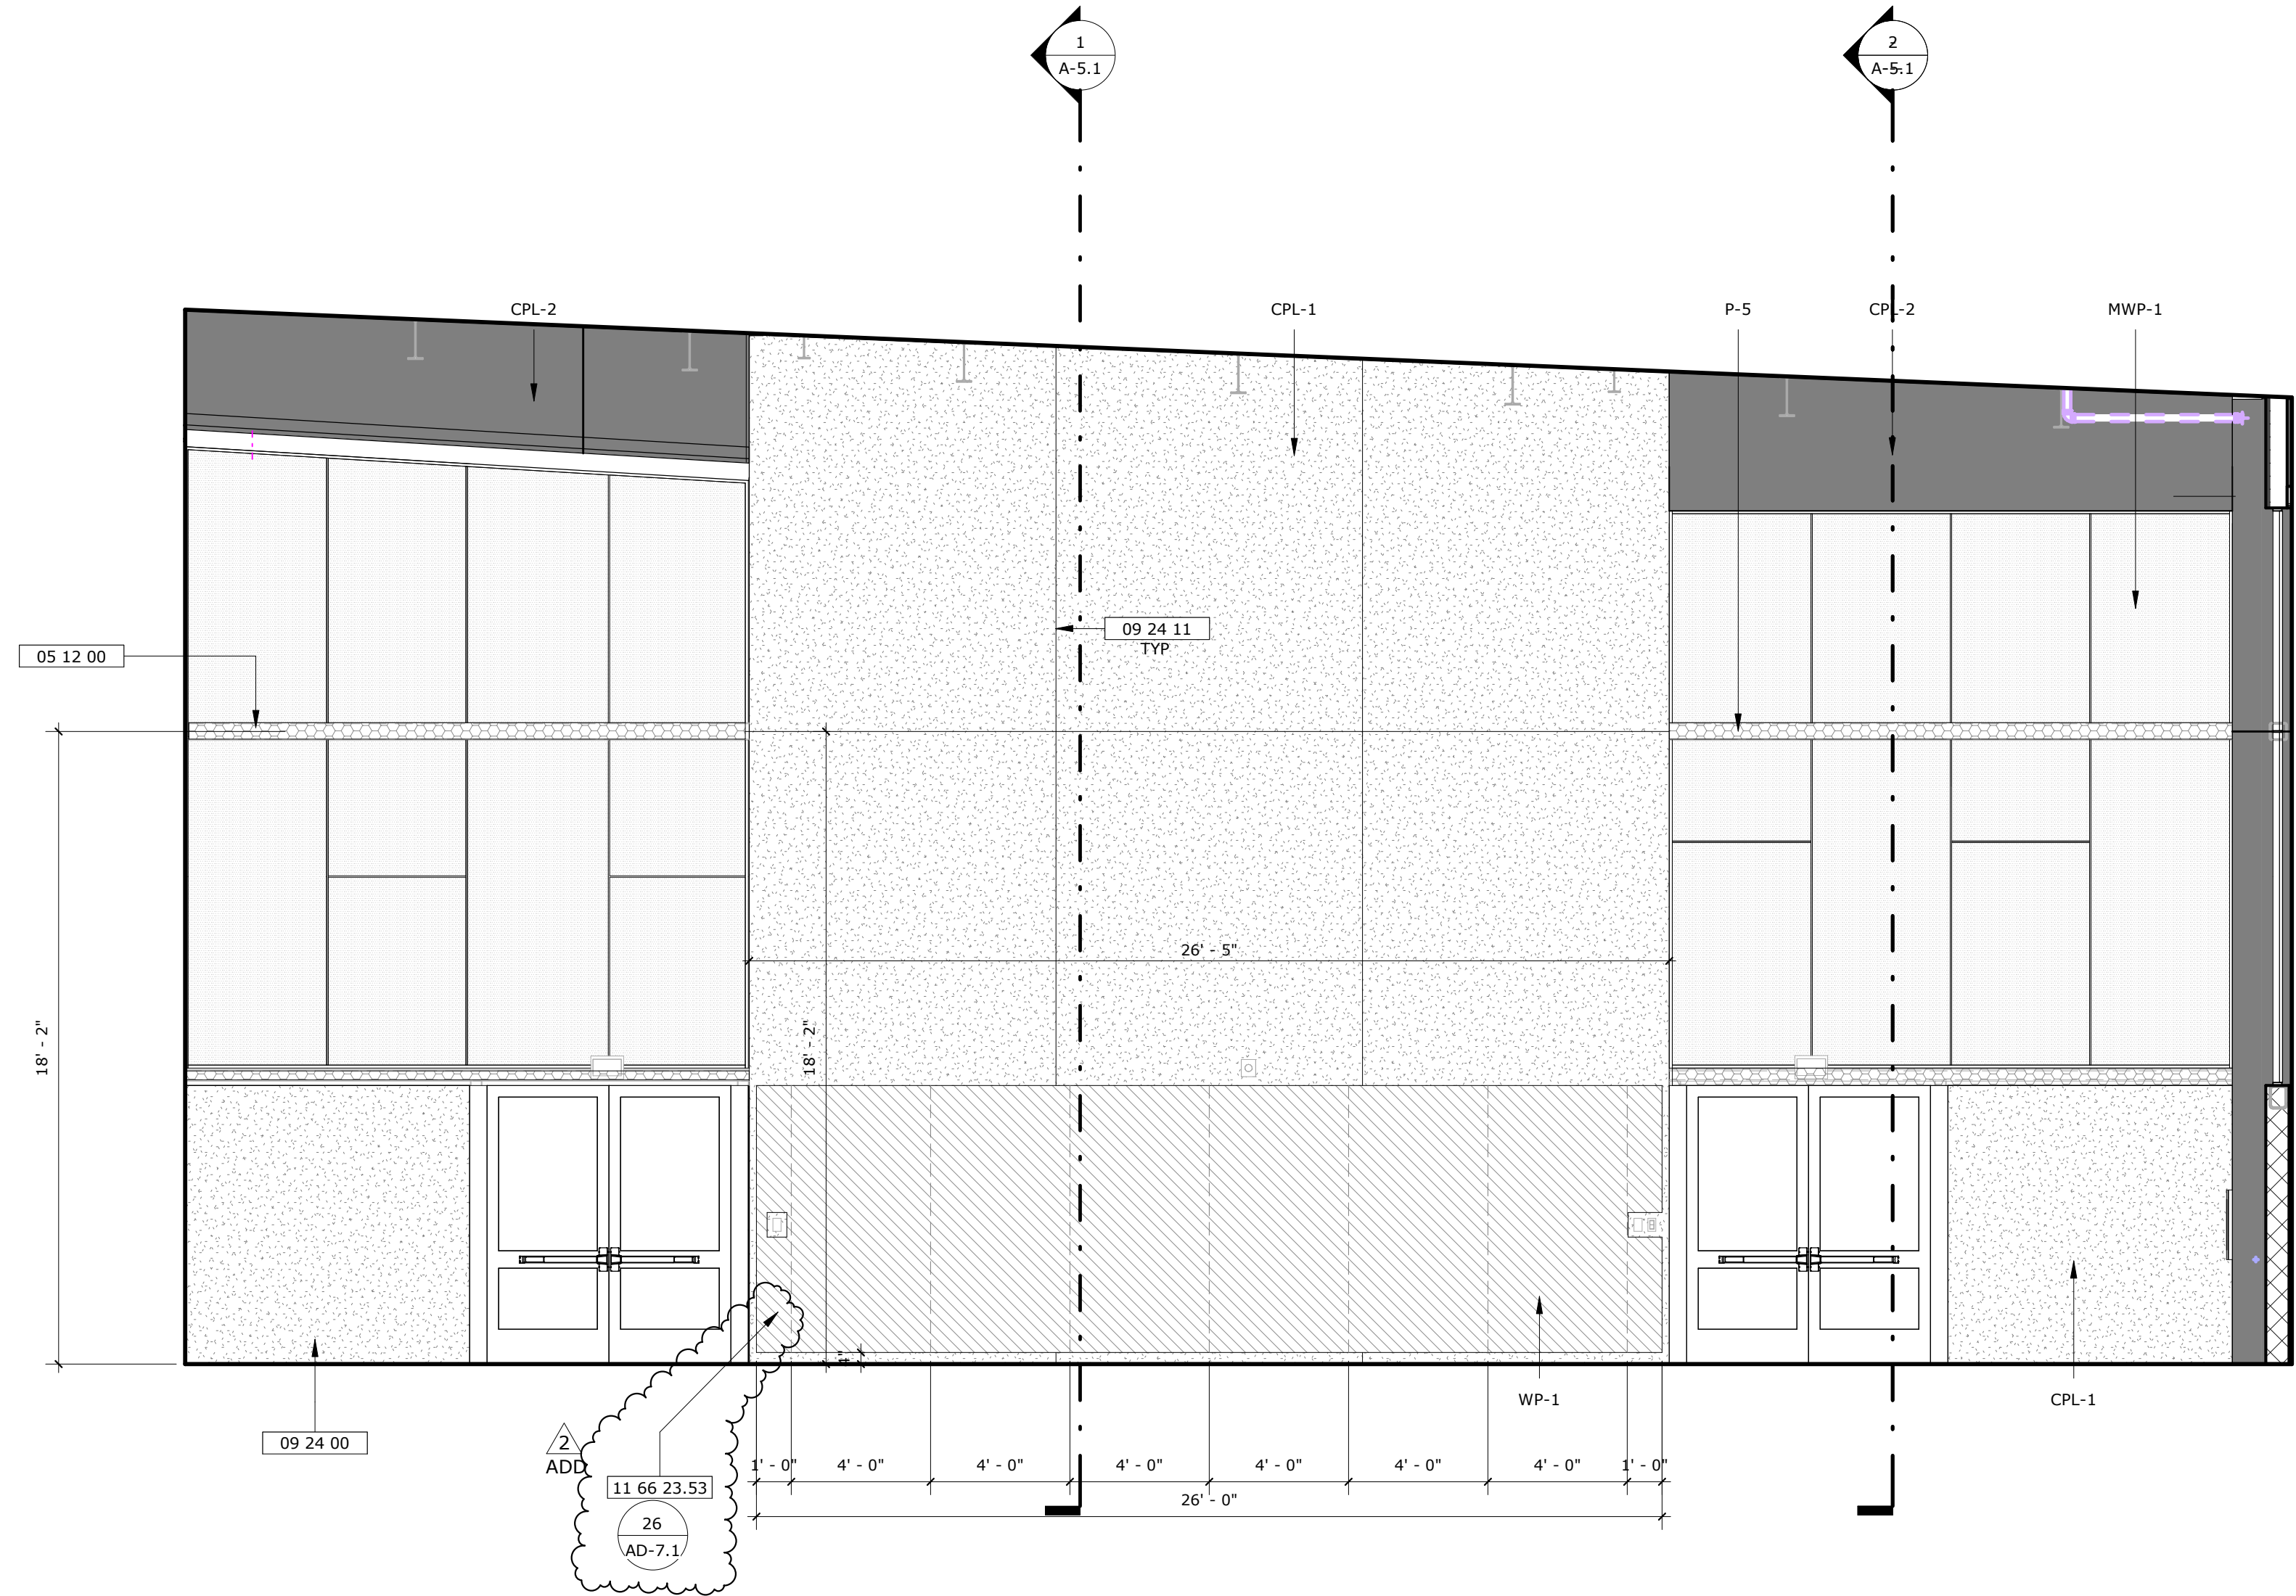 1
A-5.1
2
A-5.1
CPL-2
CPL-1
P-5
CPL-2
MWP-1
09 24 11
TYP
05 12 00
26' - 5"
18' - 2"
18' - 2"
4"
WP-1
CPL-1
09 24 00
2
ADD
1' - 0"
4' - 0"
4' - 0"
4' - 0"
4' - 0"
4' - 0"
4' - 0"
1' - 0"
11 66 23.53
26' - 0"
26
AD-7.1